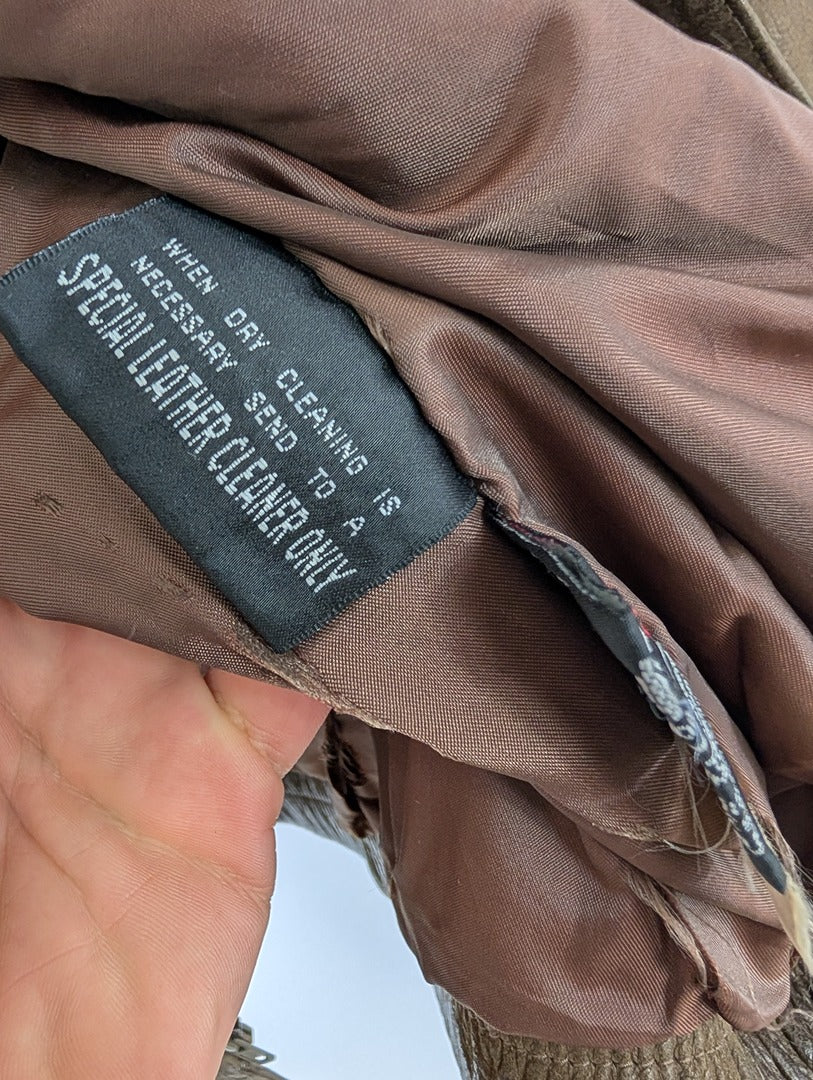 WHEN DRY CLEANING IS
NECESSARY SEND TO A
SPECIAL LEATHER CLEANER ONLY